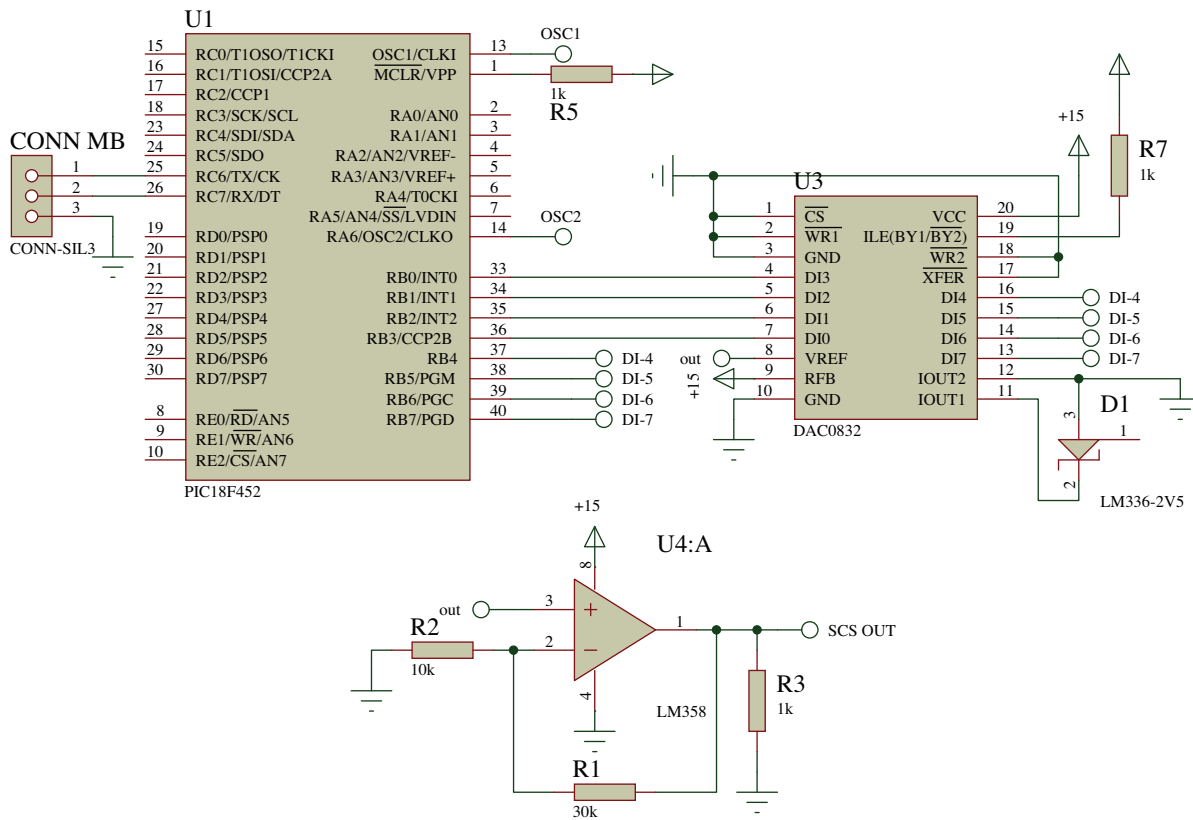 U1
15 RC0/T1OSO/T1CKI OSC1/CLKI 13 OSC1
16 RC1/T1OSI/CCP2A MCLR/VPP 1
17 RC2/CCP1
1k
R5
18 RC3/SCK/SCL RA0/AN0 2
23 RC4/SDI/SDA RA1/AN1 3
24 RC5/SDO RA2/AN2/VREF- 4
25 RC6/TX/CK RA3/AN3/VREF+ 5
26 RC7/RX/DT RA4/T0CKI 6
RA5/AN4/SS/LVDIN 7
19 RD0/PSP0 RA6/OSC2/CLKO 14 OSC2
20 RD1/PSP1
21 RD2/PSP2 RB0/INT0 33
22 RD3/PSP3 RB1/INT1 34
27 RD4/PSP4 RB2/INT2 35
28 RD5/PSP5 RB3/CCP2B 36
29 RD6/PSP6 RB4 37 DI-4
30 RD7/PSP7 RB5/PGM 38 DI-5
RB6/PGC 39 DI-6
8 RE0/RD/AN5 RB7/PGD 40 DI-7
9 RE1/WR/AN6
10 RE2/CS/AN7
PIC18F452
CONN MB
1
2
3
CONN-SIL3
+15
R7
1k
U3
1 CS VCC 20
2 WR1 ILE(BY1/BY2) 19
3 GND WR2 18
4 DI3 XFER 17
5 DI2 DI4 16 DI-4
6 DI1 DI5 15 DI-5
7 DI0 DI6 14 DI-6
out 8 VREF DI7 13 DI-7
+15 9 RFB IOUT2 12
10 GND IOUT1 11
DAC0832
D1
3
1
2
LM336-2V5
+15
U4:A
8
out 3
1 SCS OUT
R2 2
10k
4
LM358
R3
1k
R1
30k